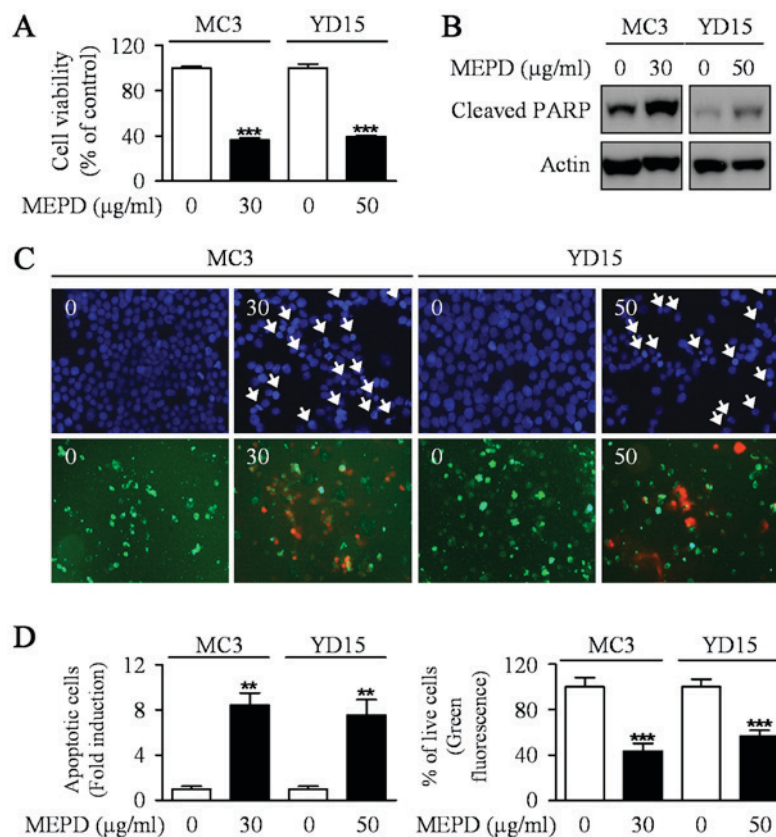 A
MC3 YD15
Cell viability
(% of control)
120
80
40
0
*** ***
MEPD (µg/ml) 0 30 0 50
B
MC3 YD15
MEPD (µg/ml) 0 30 0 50
Cleaved PARP
Actin
C
MC3 YD15
0 30 0 50
0 30 0 50
D
MC3 YD15
Apoptotic cells
(Fold induction)
12
8
4
0
** **
MEPD (µg/ml) 0 30 0 50
MC3 YD15
% of live cells
(Green
fluorescence)
120
80
40
0
*** ***
MEPD (µg/ml) 0 30 0 50